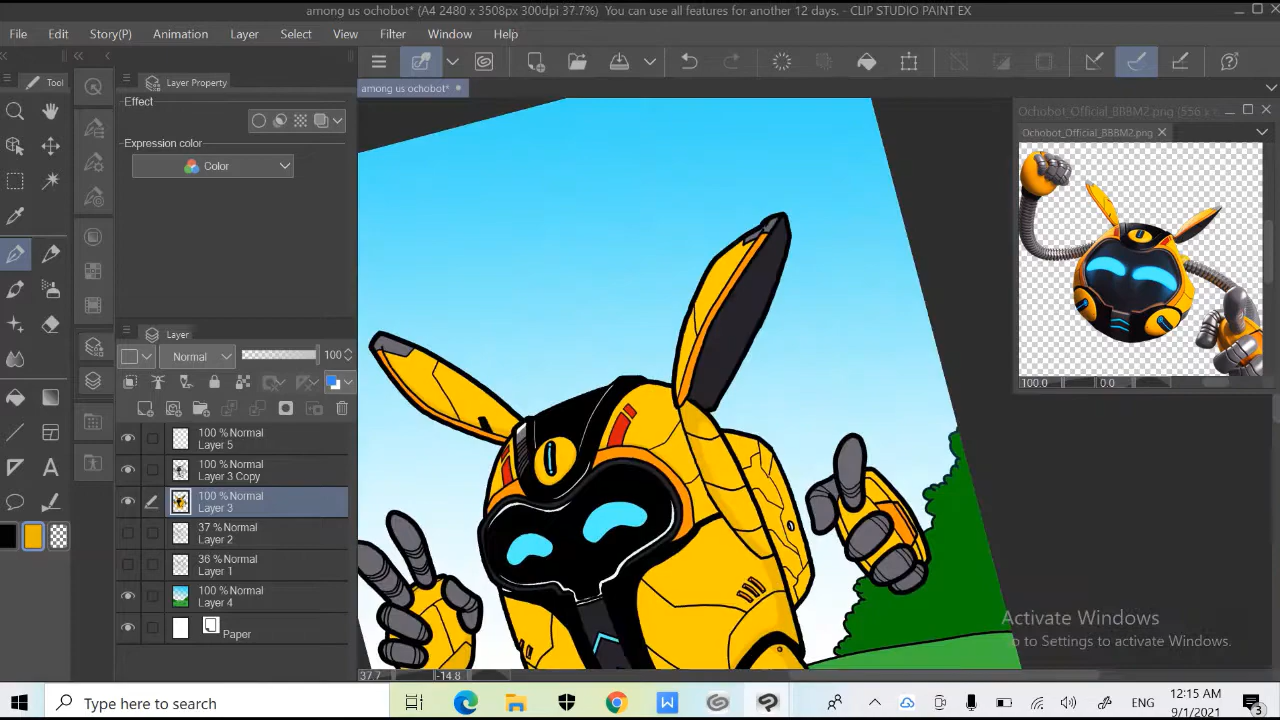 among us ochobot* (A4 2480 x 3508px 300dpi 37.7%) You can use all features for another 12 days. - CLIP STUDIO PAINT EX
File Edit Story(P) Animation Layer Select View Filter Window Help
Tool
Layer Property
among us ochobot*
Ochobot_Official_BBBM2.png (556 x
Effect
Ochobot_Official_BBBM2.png
Expression color
Color
Layer
Normal 100
100 % Normal
Layer 5
100 % Normal
Layer 3 Copy
100 % Normal
Layer 3
37 % Normal
Layer 2
36 % Normal
Layer 1
100 % Normal
Layer 4
Paper
100.0 0.0
Activate Windows
Go to Settings to activate Windows.
37.7 -14.8
Type here to search
ENG
12:15 AM
9/1/2021
3